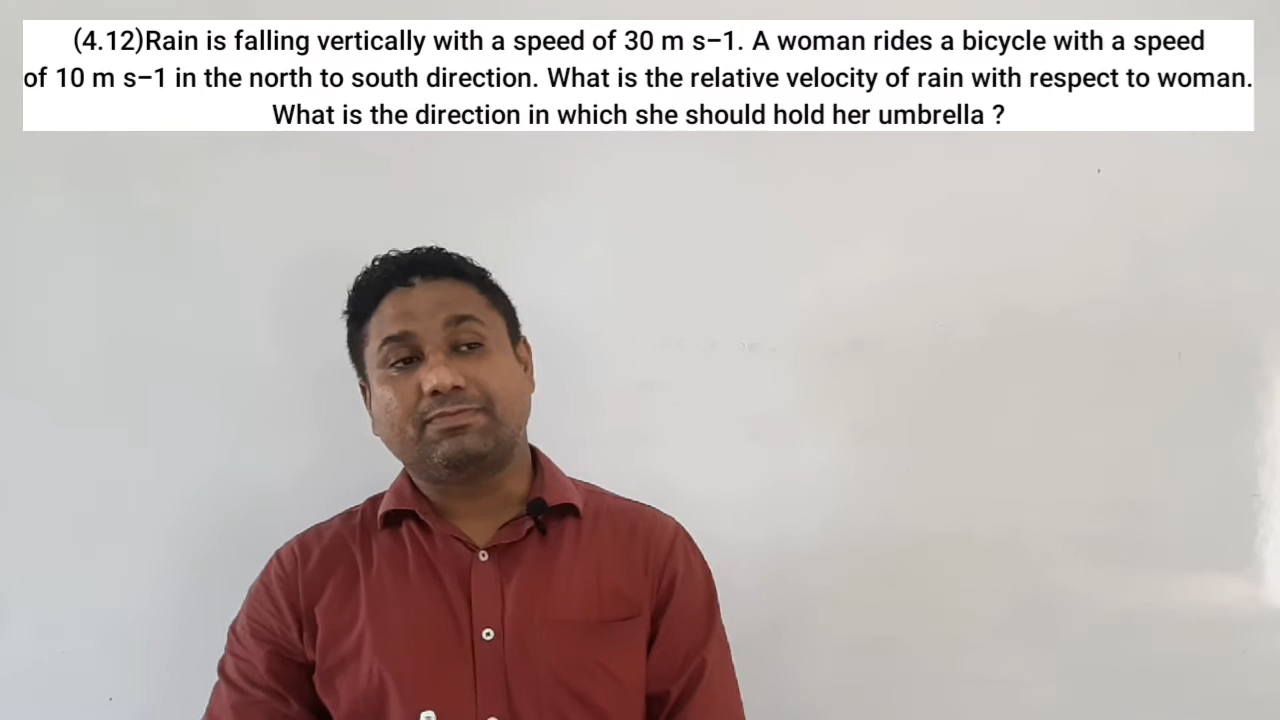 (4.12)Rain is falling vertically with a speed of 30 m s–1. A woman rides a bicycle with a speed
of 10 m s–1 in the north to south direction. What is the relative velocity of rain with respect to woman.
What is the direction in which she should hold her umbrella ?